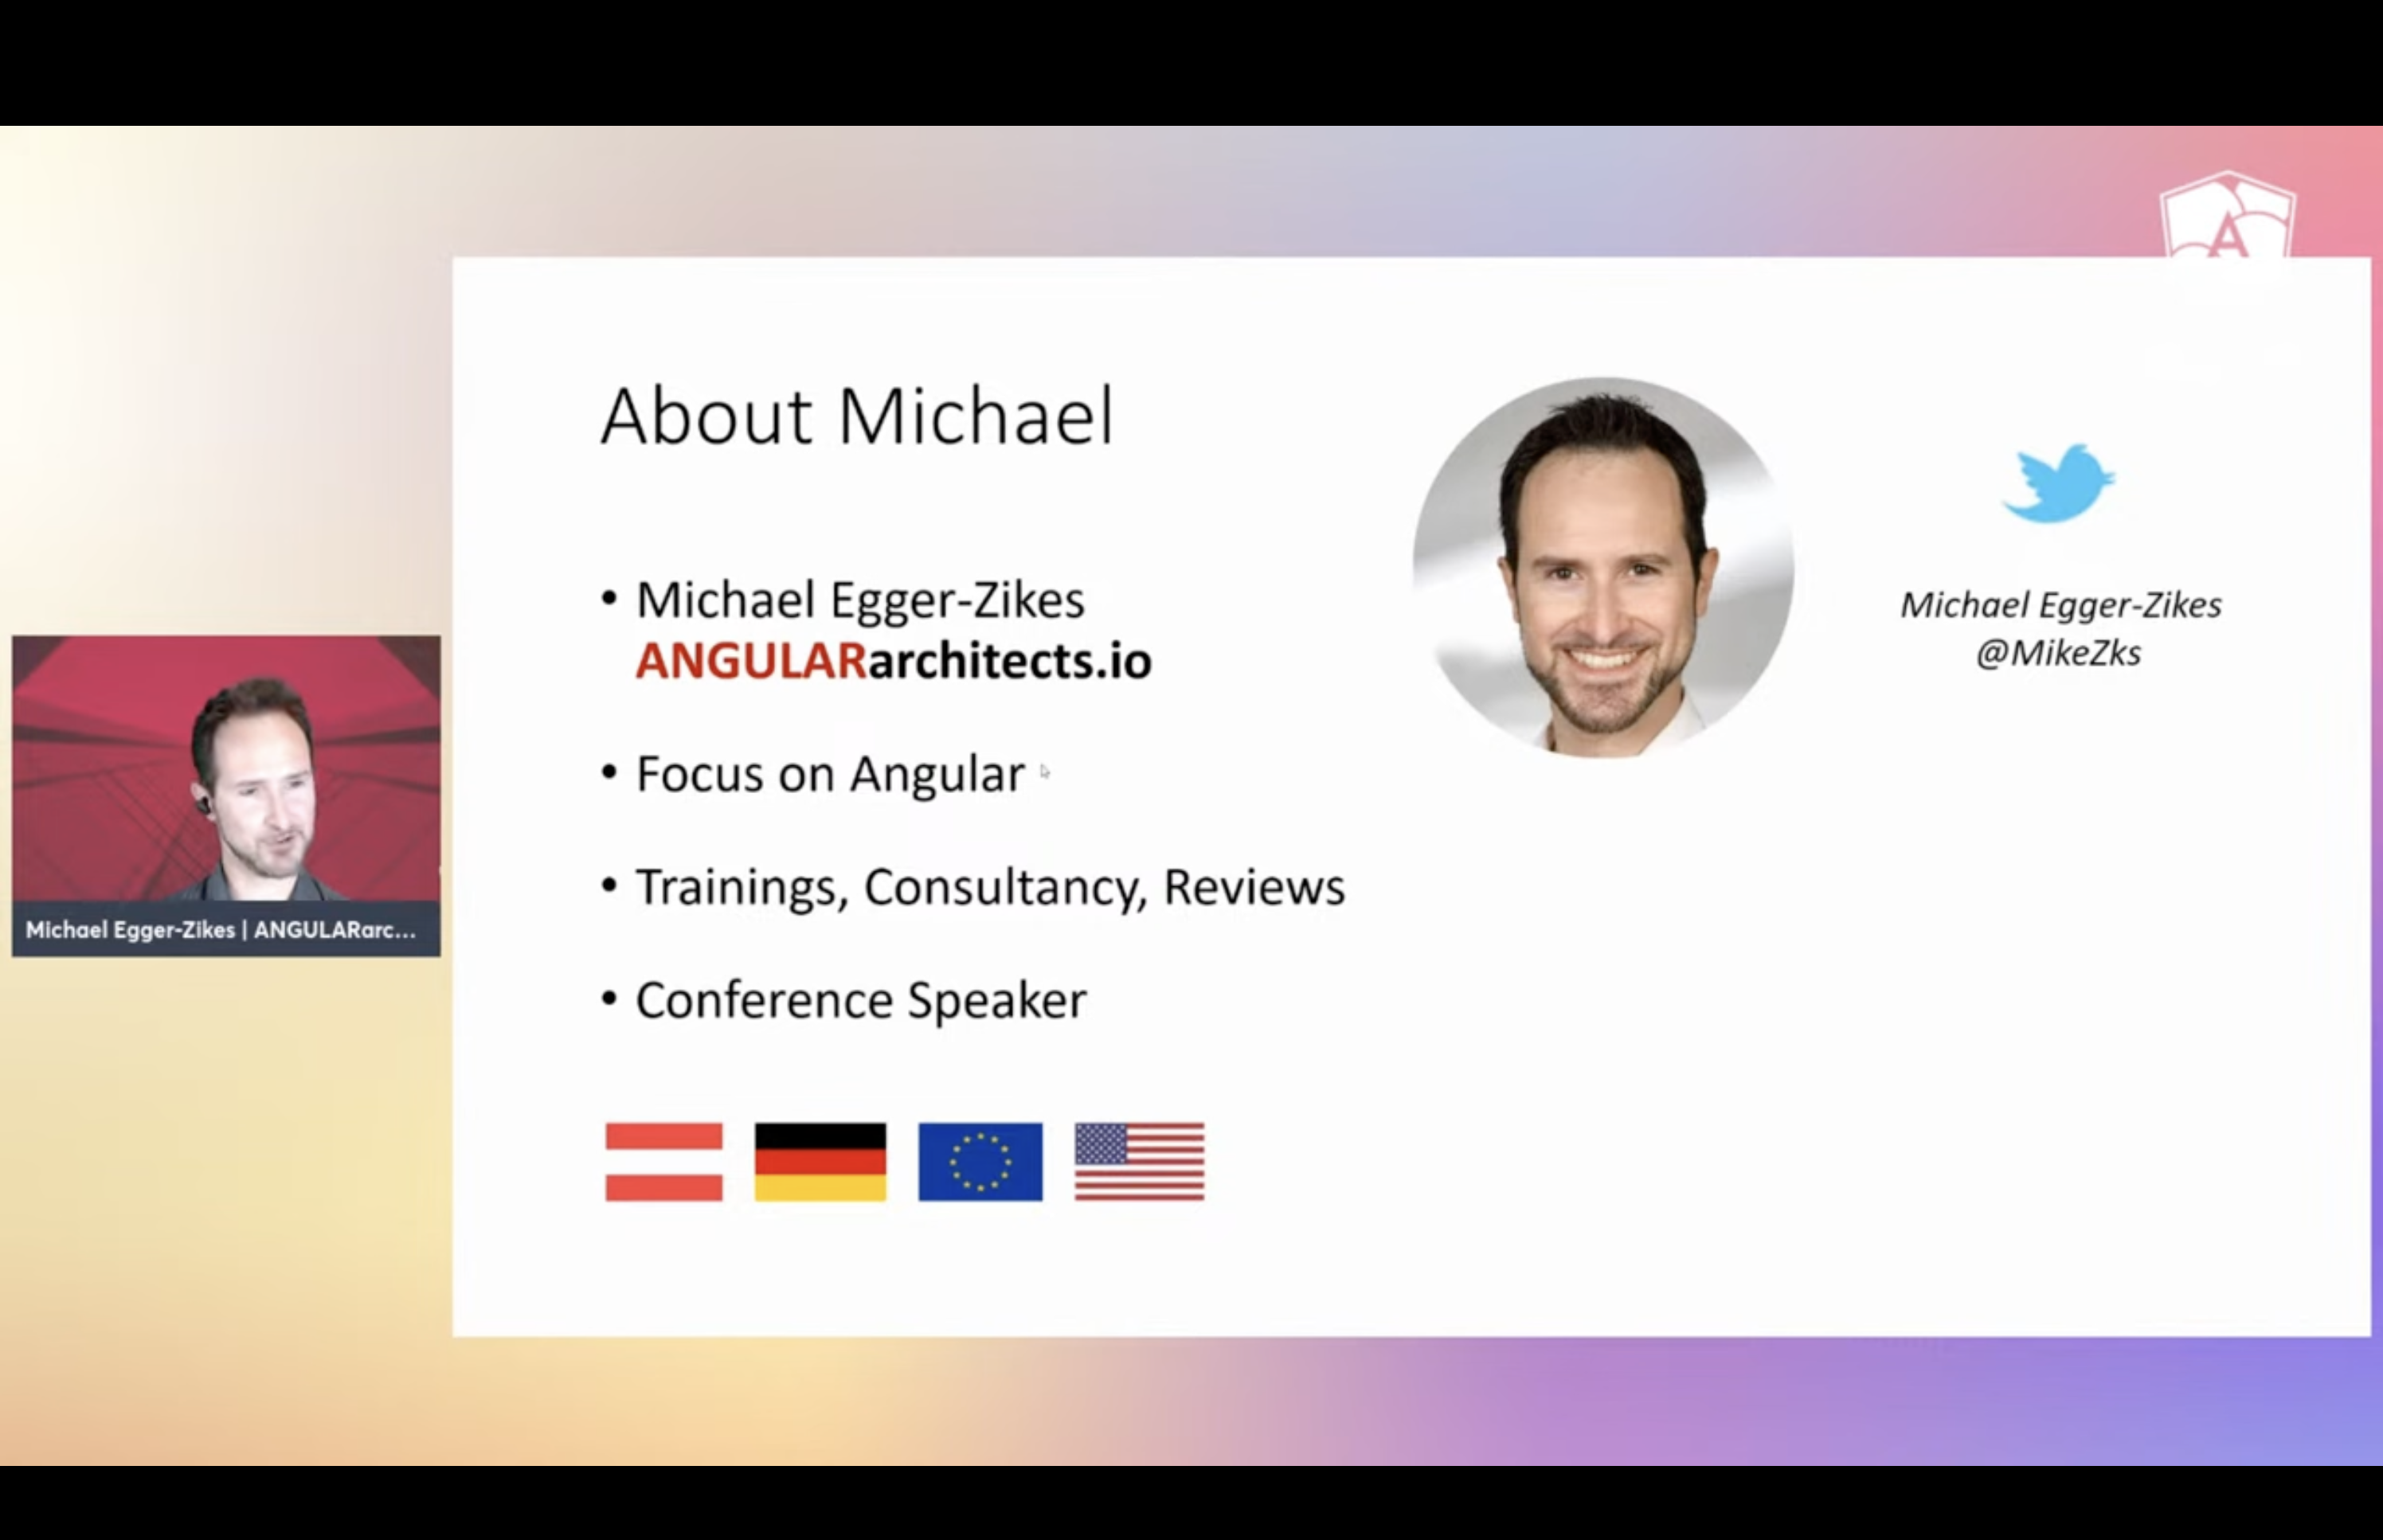 A
About Michael
• Michael Egger-Zikes
ANGULARarchitects.io
• Focus on Angular
• Trainings, Consultancy, Reviews
• Conference Speaker
Michael Egger-Zikes
@MikeZks
Michael Egger-Zikes | ANGULARarc...